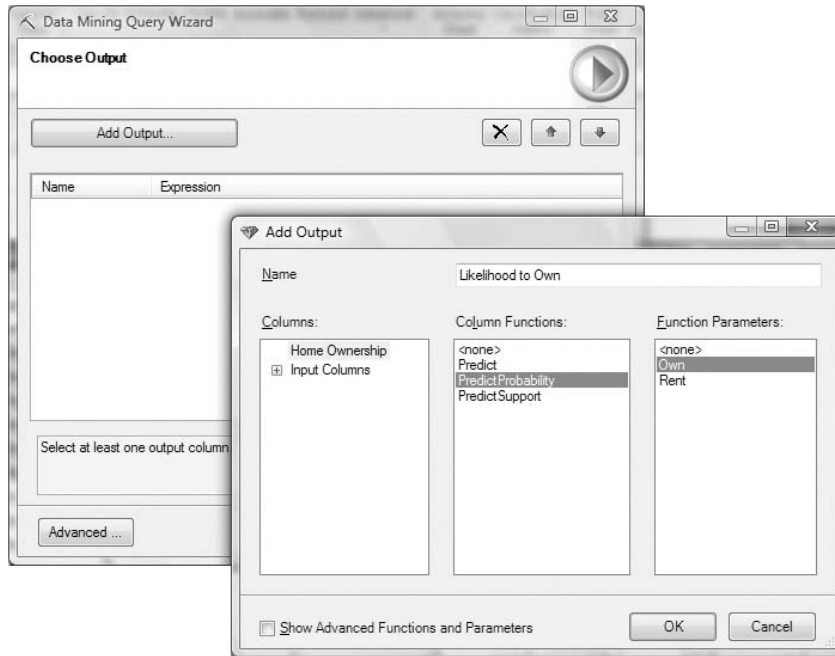 Data Mining Query Wizard
Choose Output
Add Output...
Name Expression
Select at least one output column
Advanced ...
Add Output
Name Likelihood to Own
Columns: Column Functions: Function Parameters:
Home Ownership
Input Columns
<none>
Predict
PredictProbability
PredictSupport
<none>
Own
Rent
Show Advanced Functions and Parameters
OK Cancel